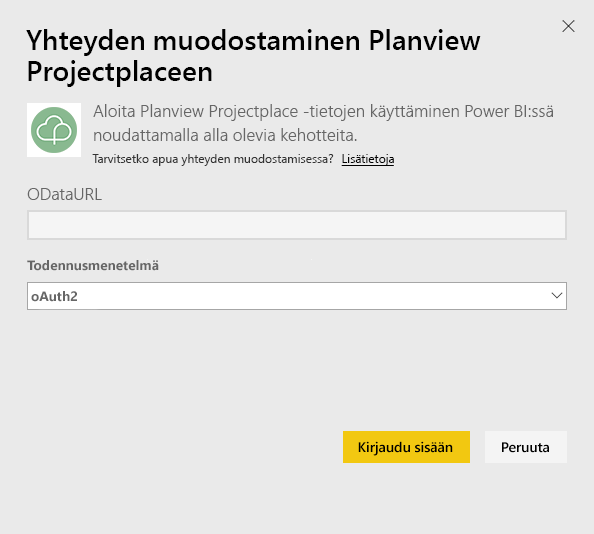 Yhteyden muodostaminen Planview
Projectplaceen
Aloita Planview Projectplace -tietojen käyttäminen Power BI:ssä
noudattamalla alla olevia kehotteita.
Tarvitsetko apua yhteyden muodostamisessa? Lisätietoja
ODataURL
Todennusmenetelmä
oAuth2
Kirjaudu sisään Peruuta